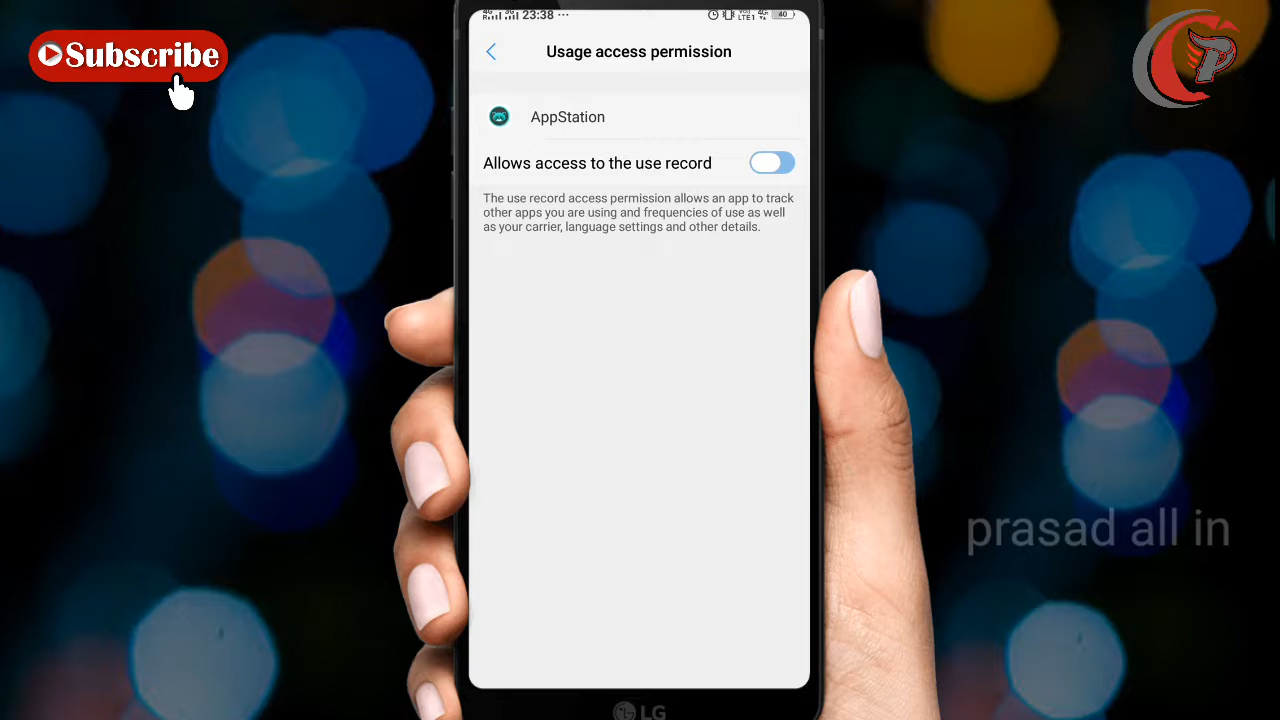 Subscribe
23:38 ...
40
Usage access permission
AppStation
Allows access to the use record
The use record access permission allows an app to track
other apps you are using and frequencies of use as well
as your carrier, language settings and other details.
prasad all in
LG